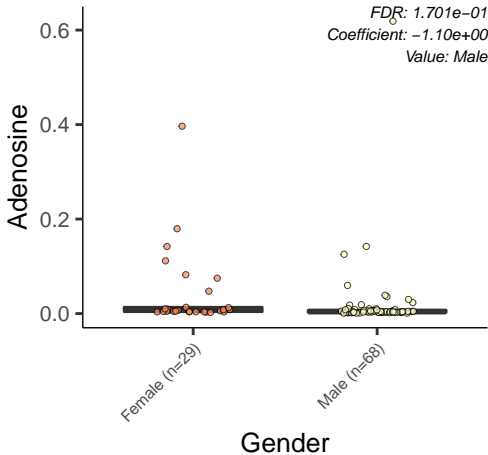 FDR: 1.701e−01
Coefficient: −1.10e+00
Value: Male
0.6
0.4
0.2
0.0
Adenosine
Female (n=29)
Male (n=68)
Gender